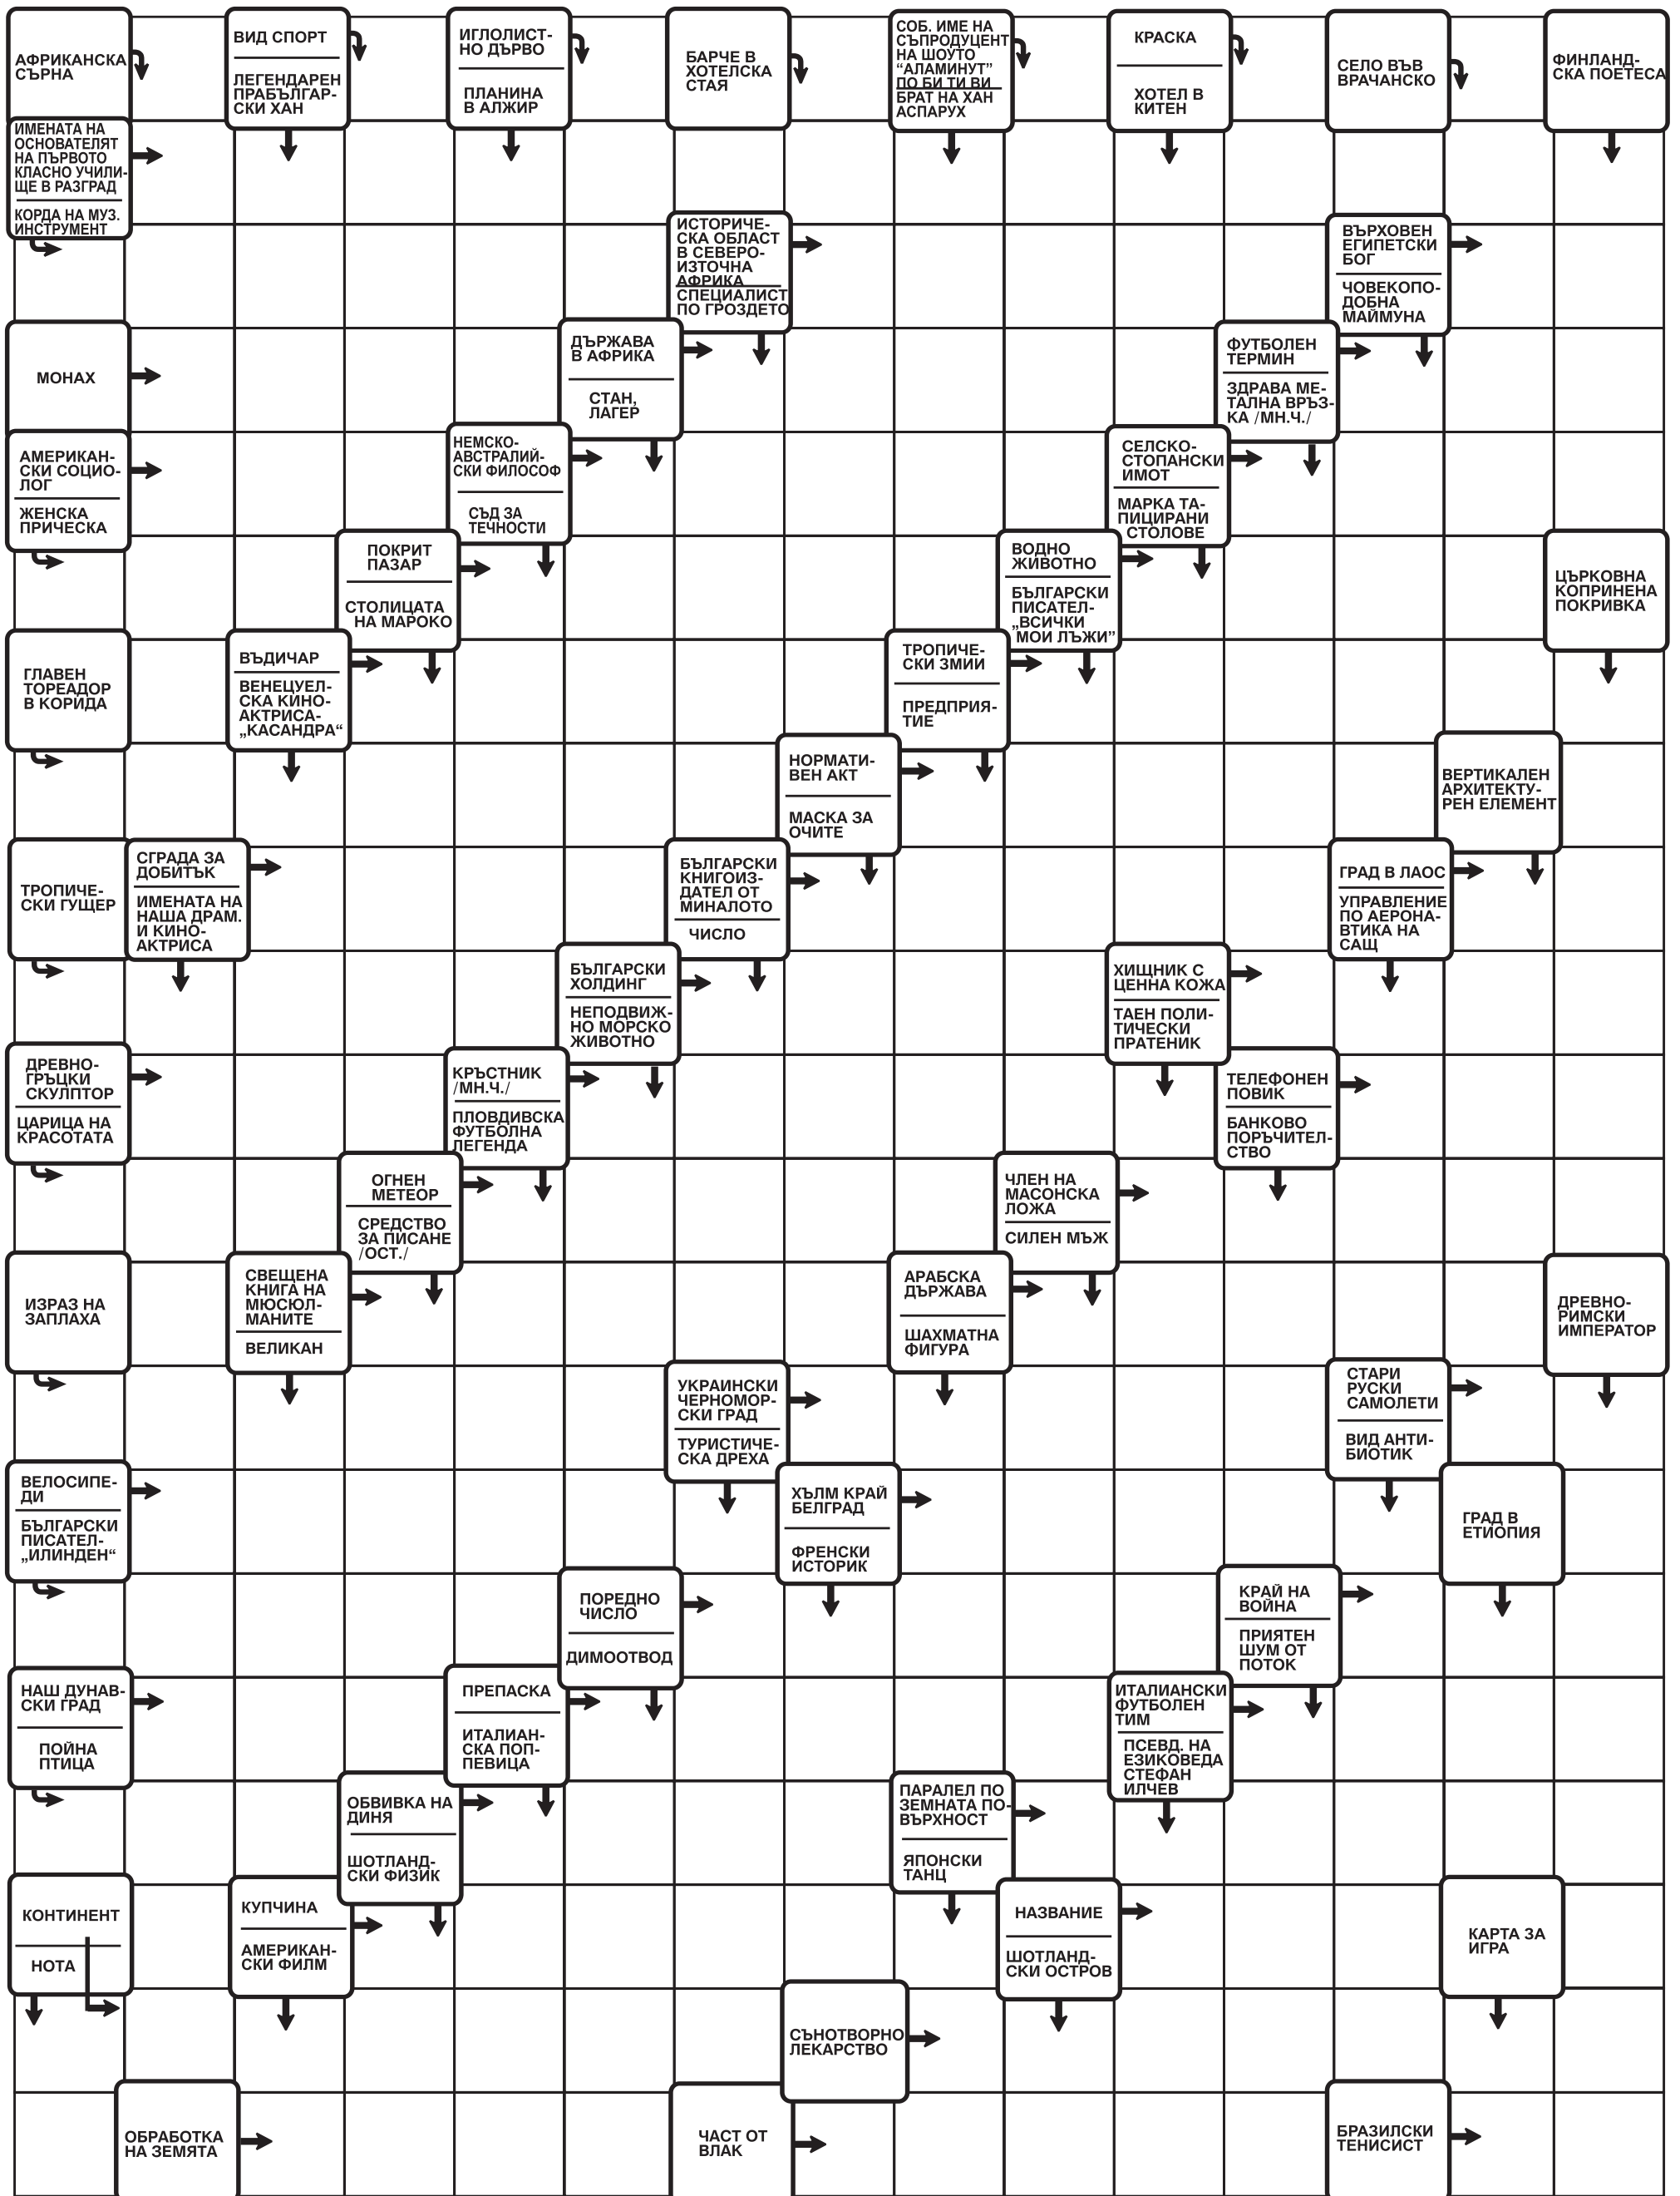 АФРИКАНСКА
СЪРНА
ВИД СПОРТ
ЛЕГЕНДАРЕН
ПРАБЪЛГАР-
СКИ ХАН
ИГЛОЛИСТ-
НО ДЪРВО
ПЛАНИНА
В АЛЖИР
БАРЧЕ В
ХОТЕЛСКА
СТАЯ
СОБ. ИМЕ НА
СЪПРОДУЦЕНТ
НА ШОУТО
“АЛАМИНУТ”
ПО БИ ТИ ВИ
БРАТ НА ХАН
АСПАРУХ
КРАСКА
ХОТЕЛ В
КИТЕН
СЕЛО ВЪВ
ВРАЧАНСКО
ФИНЛАНД-
СКА ПОЕТЕСА
ИМЕНАТА НА
ОСНОВАТЕЛЯТ
НА ПЪРВОТО
КЛАСНО УЧИЛИ-
ЩЕ В РАЗГРАД
КОРДА НА МУЗ.
ИНСТРУМЕНТ
ИСТОРИЧЕ-
СКА ОБЛАСТ
В СЕВЕРО-
ИЗТОЧНА
АФРИКА
СПЕЦИАЛИСТ
ПО ГРОЗДЕТО
ВЪРХОВЕН
ЕГИПЕТСКИ
БОГ
ЧОВЕКОПО-
ДОБНА
МАЙМУНА
МОНАХ
ДЪРЖАВА
В АФРИКА
СТАН,
ЛАГЕР
ФУТБОЛЕН
ТЕРМИН
ЗДРАВА МЕ-
ТАЛНА ВРЪЗ-
КА /МН.Ч./
АМЕРИКАН-
СКИ СОЦИО-
ЛОГ
ЖЕНСКА
ПРИЧЕСКА
НЕМСКО-
АВСТРАЛИЙ-
СКИ ФИЛОСОФ
СЪД ЗА
ТЕЧНОСТИ
СЕЛСКО-
СТОПАНСКИ
ИМОТ
МАРКА ТА-
ПИЦИРАНИ
СТОЛОВЕ
ПОКРИТ
ПАЗАР
СТОЛИЦАТА
НА МАРОКО
ВОДНО
ЖИВОТНО
БЪЛГАРСКИ
ПИСАТЕЛ-
„ВСИЧКИ
МОИ ЛЪЖИ”
ЦЪРКОВНА
КОПРИНЕНА
ПОКРИВКА
ГЛАВЕН
ТОРЕАДОР
В КОРИДА
ВЪДИЧАР
ВЕНЕЦУЕЛ-
СКА КИНО-
АКТРИСА-
„КАСАНДРА“
ТРОПИЧЕ-
СКИ ЗМИИ
ПРЕДПРИЯ-
ТИЕ
НОРМАТИ-
ВЕН АКТ
МАСКА ЗА
ОЧИТЕ
ВЕРТИКАЛЕН
АРХИТЕКТУ-
РЕН ЕЛЕМЕНТ
ТРОПИЧЕ-
СКИ ГУЩЕР
СГРАДА ЗА
ДОБИТЪК
ИМЕНАТА НА
НАША ДРАМ.
И КИНО-
АКТРИСА
БЪЛГАРСКИ
КНИГОИЗ-
ДАТЕЛ ОТ
МИНАЛОТО
ЧИСЛО
ГРАД В ЛАОС
УПРАВЛЕНИЕ
ПО АЕРОНА-
ВТИКА НА
САЩ
БЪЛГАРСКИ
ХОЛДИНГ
НЕПОДВИЖ-
НО МОРСКО
ЖИВОТНО
ХИЩНИК С
ЦЕННА КОЖА
ТАЕН ПОЛИ-
ТИЧЕСКИ
ПРАТЕНИК
ДРЕВНО-
ГРЪЦКИ
СКУЛПТОР
ЦАРИЦА НА
КРАСОТАТА
КРЪСТНИК
/МН.Ч./
ПЛОВДИВСКА
ФУТБОЛНА
ЛЕГЕНДА
ТЕЛЕФОНЕН
ПОВИК
БАНКОВО
ПОРЪЧИТЕЛ-
СТВО
ОГНЕН
МЕТЕОР
СРЕДСТВО
ЗА ПИСАНЕ
/ОСТ./
ЧЛЕН НА
МАСОНСКА
ЛОЖА
СИЛЕН МЪЖ
ИЗРАЗ НА
ЗАПЛАХА
СВЕЩЕНА
КНИГА НА
МЮСЮЛ-
МАНИТЕ
ВЕЛИКАН
АРАБСКА
ДЪРЖАВА
ШАХМАТНА
ФИГУРА
ДРЕВНО-
РИМСКИ
ИМПЕРАТОР
УКРАИНСКИ
ЧЕРНОМОР-
СКИ ГРАД
ТУРИСТИЧЕ-
СКА ДРЕХА
СТАРИ
РУСКИ
САМОЛЕТИ
ВИД АНТИ-
БИОТИК
ВЕЛОСИПЕ-
ДИ
БЪЛГАРСКИ
ПИСАТЕЛ-
„ИЛИНДЕН“
ХЪЛМ КРАЙ
БЕЛГРАД
ФРЕНСКИ
ИСТОРИК
ГРАД В
ЕТИОПИЯ
ПОРЕДНО
ЧИСЛО
ДИМООТВОД
КРАЙ НА
ВОЙНА
ПРИЯТЕН
ШУМ ОТ
ПОТОК
НАШ ДУНАВ-
СКИ ГРАД
ПОЙНА
ПТИЦА
ПРЕПАСКА
ИТАЛИАН-
СКА ПОП-
ПЕВИЦА
ИТАЛИАНСКИ
ФУТБОЛЕН
ТИМ
ПСЕВД. НА
ЕЗИКОВЕДА
СТЕФАН
ИЛЧЕВ
ОБВИВКА НА
ДИНЯ
ШОТЛАНД-
СКИ ФИЗИК
ПАРАЛЕЛ ПО
ЗЕМНАТА ПО-
ВЪРХНОСТ
ЯПОНСКИ
ТАНЦ
КОНТИНЕНТ
НОТА
КУПЧИНА
АМЕРИКАН-
СКИ ФИЛМ
НАЗВАНИЕ
ШОТЛАНД-
СКИ ОСТРОВ
КАРТА ЗА
ИГРА
СЪНОТВОРНО
ЛЕКАРСТВО
ОБРАБОТКА
НА ЗЕМЯТА
ЧАСТ ОТ
ВЛАК
БРАЗИЛСКИ
ТЕНИСИСТ